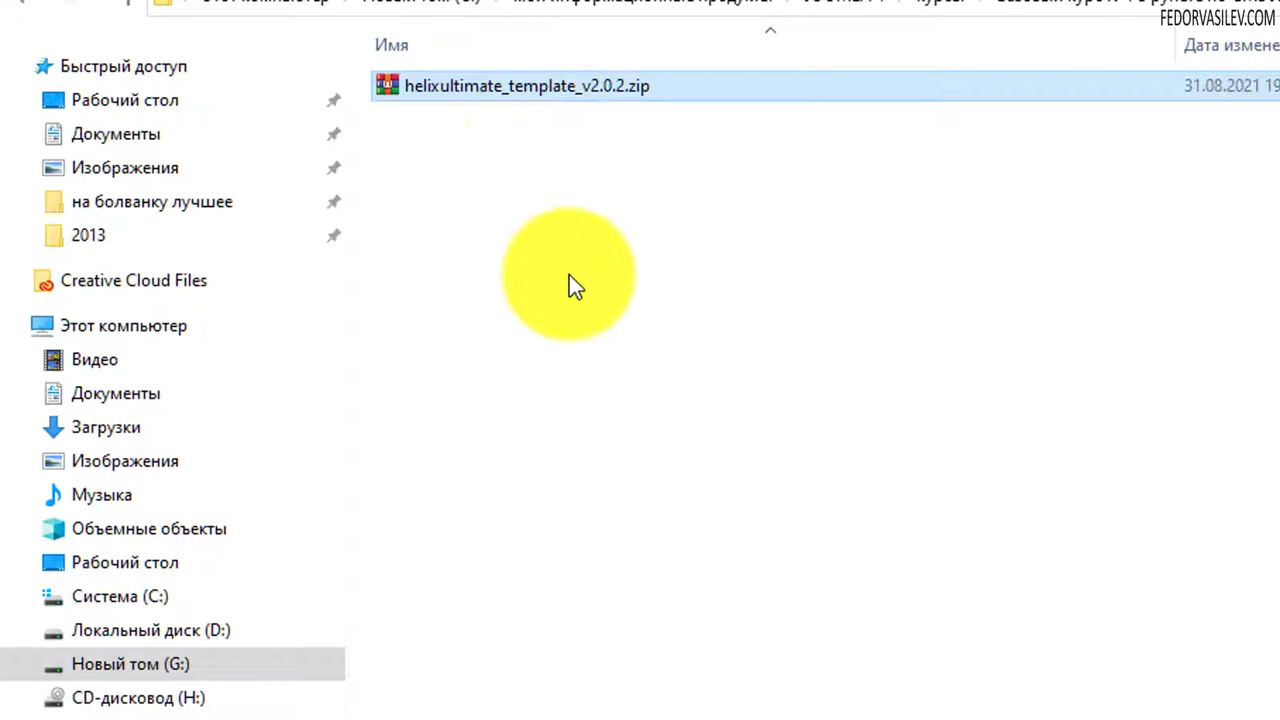 FEDORVASILEV.COM
Имя
Дата измене
Быстрый доступ
helixultimate_template_v2.0.2.zip
31.08.2021 19
Рабочий стол
Документы
Изображения
на болванку лучшее
2013
Creative Cloud Files
Этот компьютер
Видео
Документы
Загрузки
Изображения
Музыка
Объемные объекты
Рабочий стол
Система (C:)
Локальный диск (D:)
Новый том (G:)
CD-дисковод (H:)